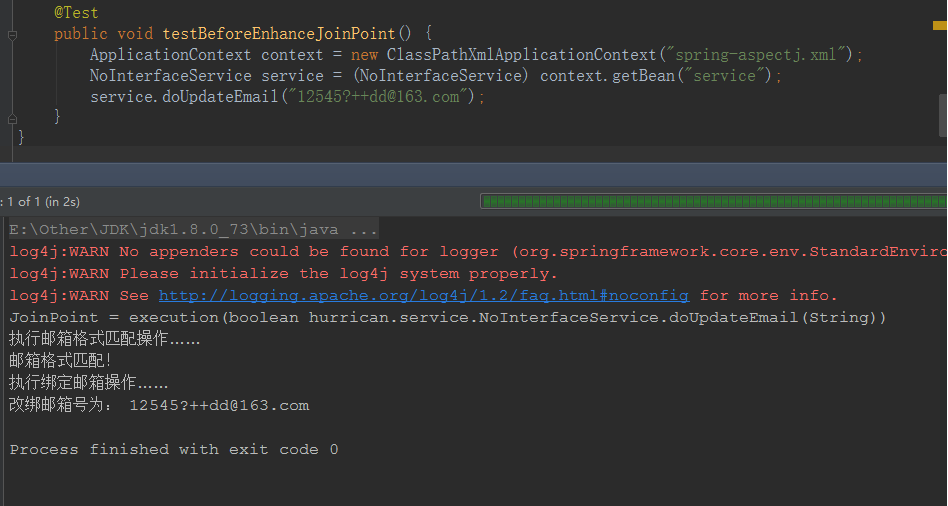 @Test
public void testBeforeEnhanceJoinPoint() {
ApplicationContext context = new ClassPathXmlApplicationContext("spring-aspectj.xml");
NoInterfaceService service = (NoInterfaceService) context.getBean("service");
service.doUpdateEmail("12545?++dd@163.com");
}
}
: 1 of 1 (in 2s)
E:\Other\JDK\jdk1.8.0_73\bin\java ...
log4j:WARN No appenders could be found for logger (org.springframework.core.env.StandardEnviro
log4j:WARN Please initialize the log4j system properly.
log4j:WARN See http://logging.apache.org/log4j/1.2/faq.html#noconfig for more info.
JoinPoint = execution(boolean hurrican.service.NoInterfaceService.doUpdateEmail(String))
执行邮箱格式匹配操作……
邮箱格式匹配!
执行绑定邮箱操作……
改绑邮箱号为: 12545?++dd@163.com
Process finished with exit code 0